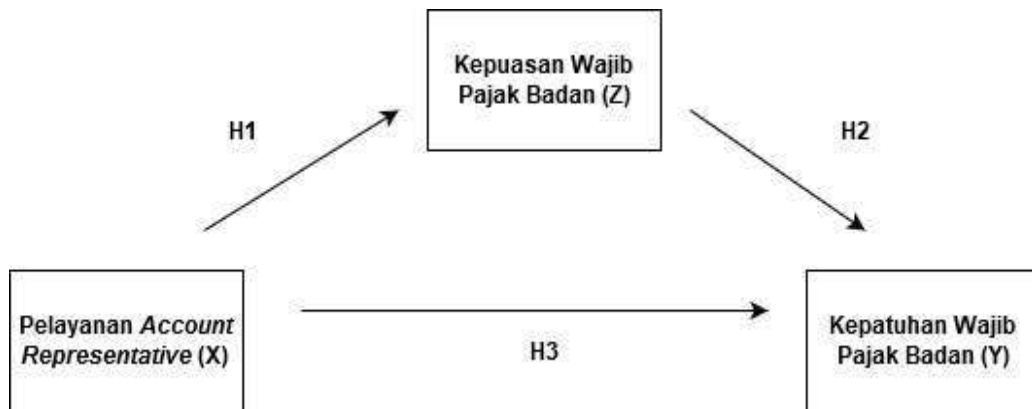 Kepuasan Wajib
Pajak Badan (Z)
H1
H2
Pelayanan Account
Representative (X)
H3
Kepatuhan Wajib
Pajak Badan (Y)